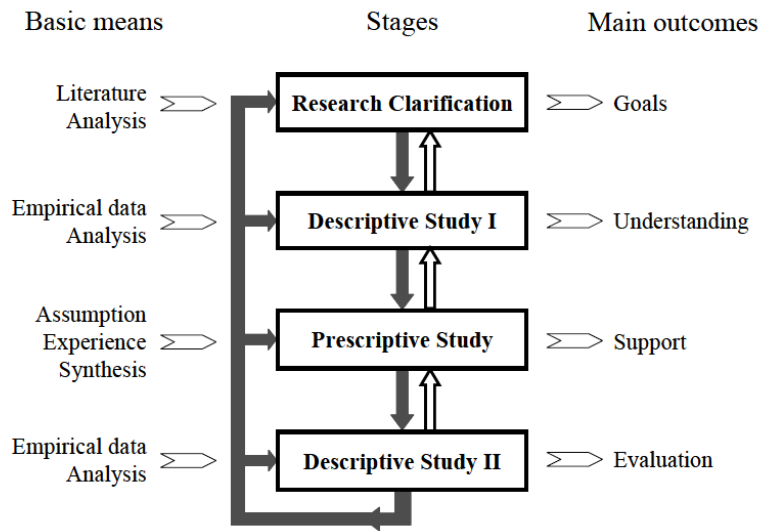 Basic means
Stages
Main outcomes
Literature
Analysis
Research Clarification
Goals
Empirical data
Analysis
Descriptive Study I
Understanding
Assumption
Experience
Synthesis
Prescriptive Study
Support
Empirical data
Analysis
Descriptive Study II
Evaluation